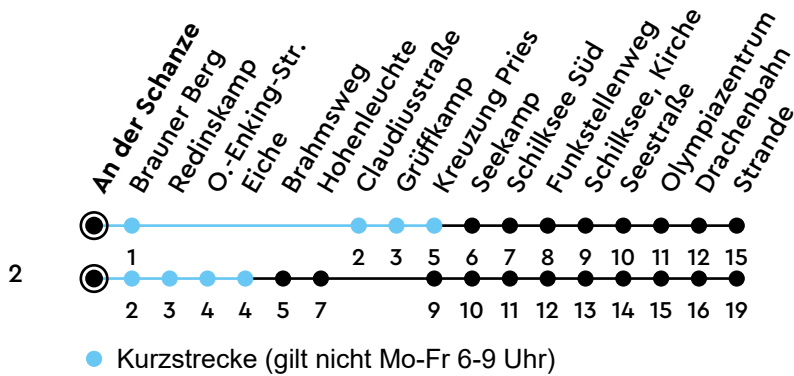 An der Schanze
Brauner Berg
Redinskamp
O.-Enking-Str.
Eiche
Brahmsweg
Hohenleuchte
Claudiusstraße
Grüffkamp
Kreuzung Pries
Seekamp
Schilksee Süd
Funkstellenweg
Schilksee, Kirche
Seestraße
Olympiazentrum
Drachenbahn
Strande
1 2 3 5 6 7 8 9 10 11 12 15
2
2 3 4 4 5 7 9 10 11 12 13 14 15 16 19
Kurzstrecke (gilt nicht Mo-Fr 6-9 Uhr)